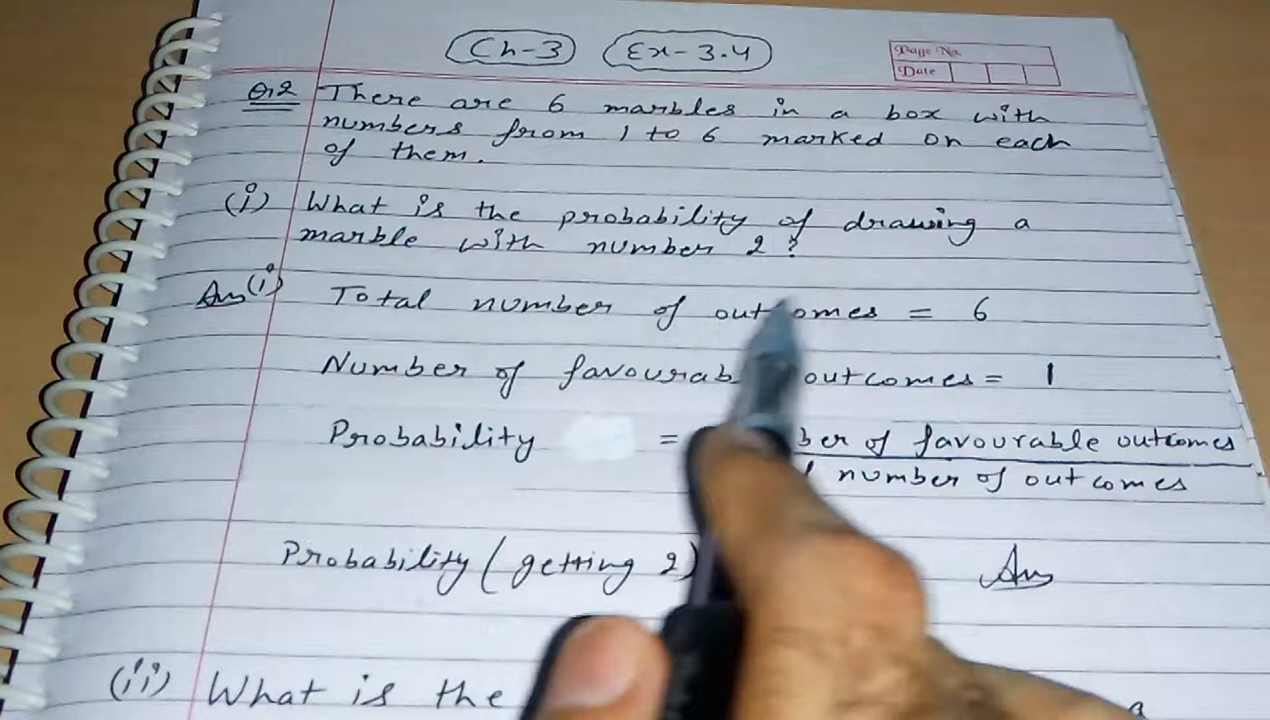 Ch-3 Ex-3.4
Page No.
Date
Q.2 There are 6 marbles in a box with
numbers from 1 to 6 marked on each
of them.
(i) What is the probability of drawing a
marble with number 2?
Ans(i) Total number of outcomes = 6
Number of favourab outcomes = 1
Probability = ber of favourable outcomes
number of outcomes
Probability (getting 2) Ans
(ii) What is the a